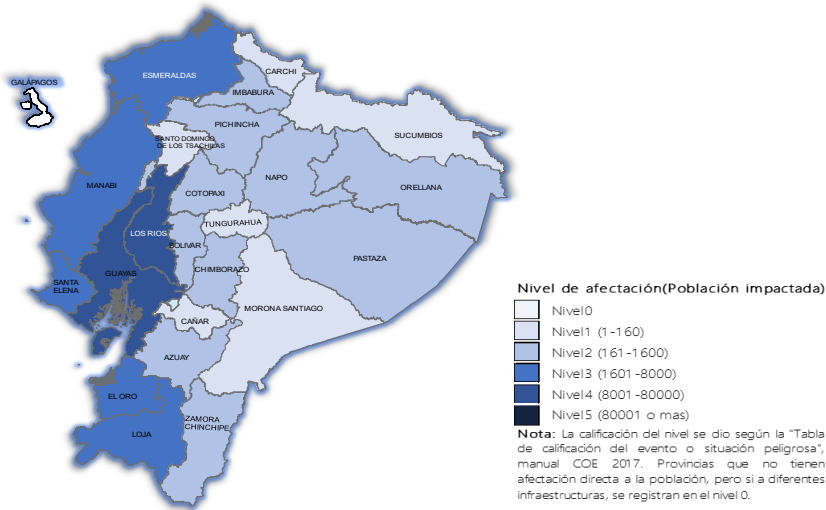 ESMERALDAS
CARCHI
GALÁPAGOS
IMBABURA
PICHINCHA
SUCUMBIOS
SANTO DOMINGO
DE LOS TSACHILAS
MANABI
COTOPAXI
NAPO
ORELLANA
TUNGURAHUA
LOS RIOS
BOLIVAR
PASTAZA
GUAYAS
CHIMBORAZO
SANTA
ELENA
MORONA SANTIAGO
CAÑAR
AZUAY
EL ORO
ZAMORA
CHINCHIPE
LOJA
Nivel de afectación(Población impactada)
Nivel0
Nivel1 (1-160)
Nivel2 (161-1600)
Nivel3 (1601-8000)
Nivel4 (8001-80000)
Nivel5 (80001 o mas)
Nota: La calificación del nivel se dio según la "Tabla
de calificación del evento o situación peligrosa",
manual COE 2017. Provincias que no tienen
afectación directa a la población, pero si a diferentes
infraestructuras, se registran en el nivel 0.